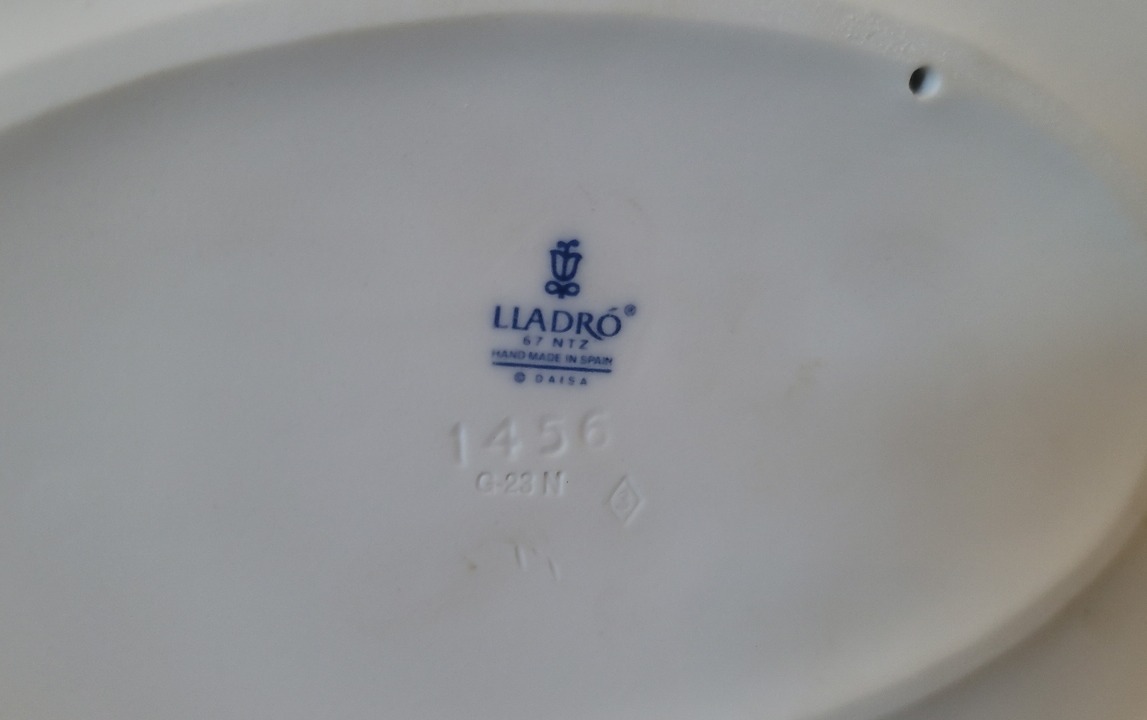 LLADRÓ®
67 NTZ
HAND MADE IN SPAIN
© DAISA
1456
G-23 N